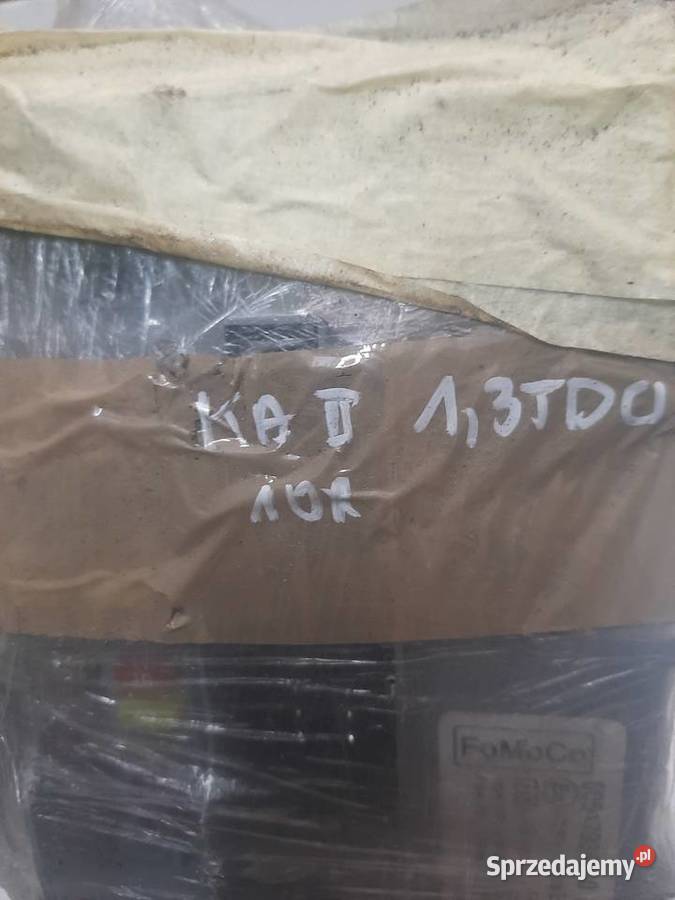 KA II 1,3TDCI
10R
FoMoCo
Sprzedajemy.pl